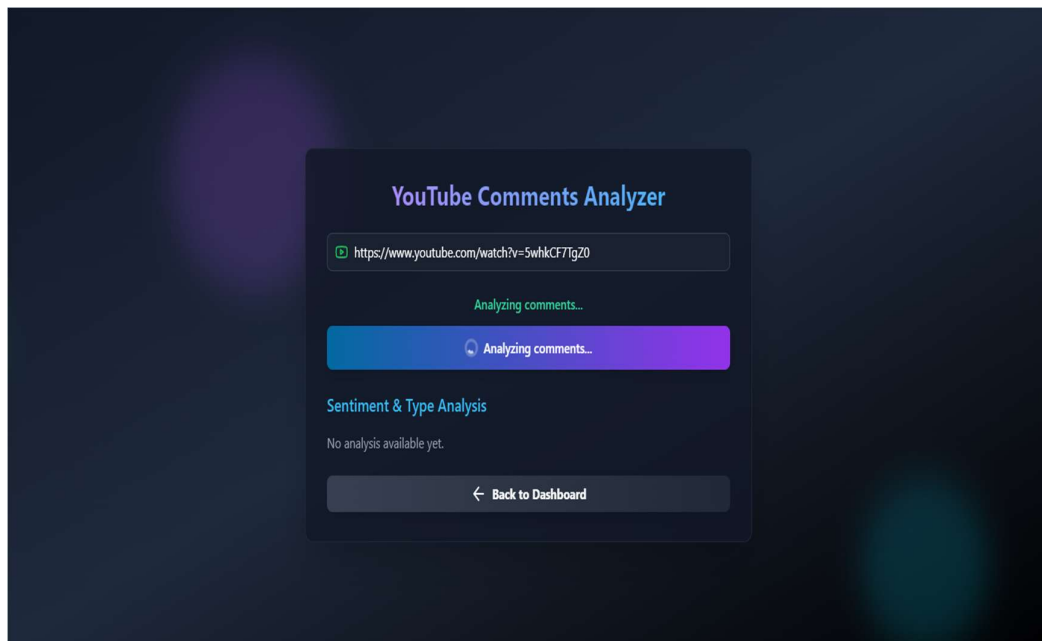 YouTube Comments Analyzer
https://www.youtube.com/watch?v=5whkCF7TgZ0
Analyzing comments...
Analyzing comments...
Sentiment & Type Analysis
No analysis available yet.
← Back to Dashboard